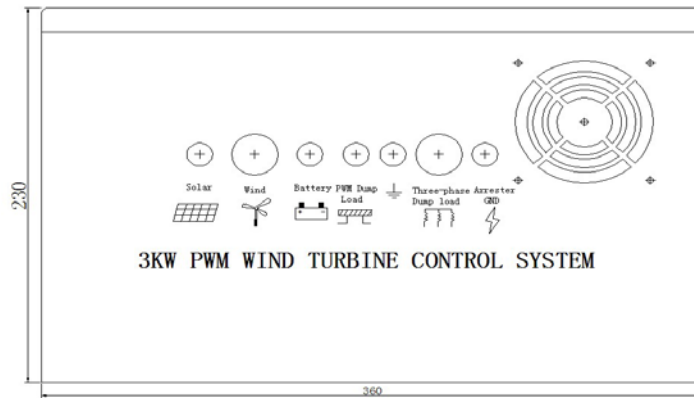 230
Solar
Wind
Battery
PWM Dump
Load
Three-phase
Dump load
Arrester
GND
3KW PWM WIND TURBINE CONTROL SYSTEM
360